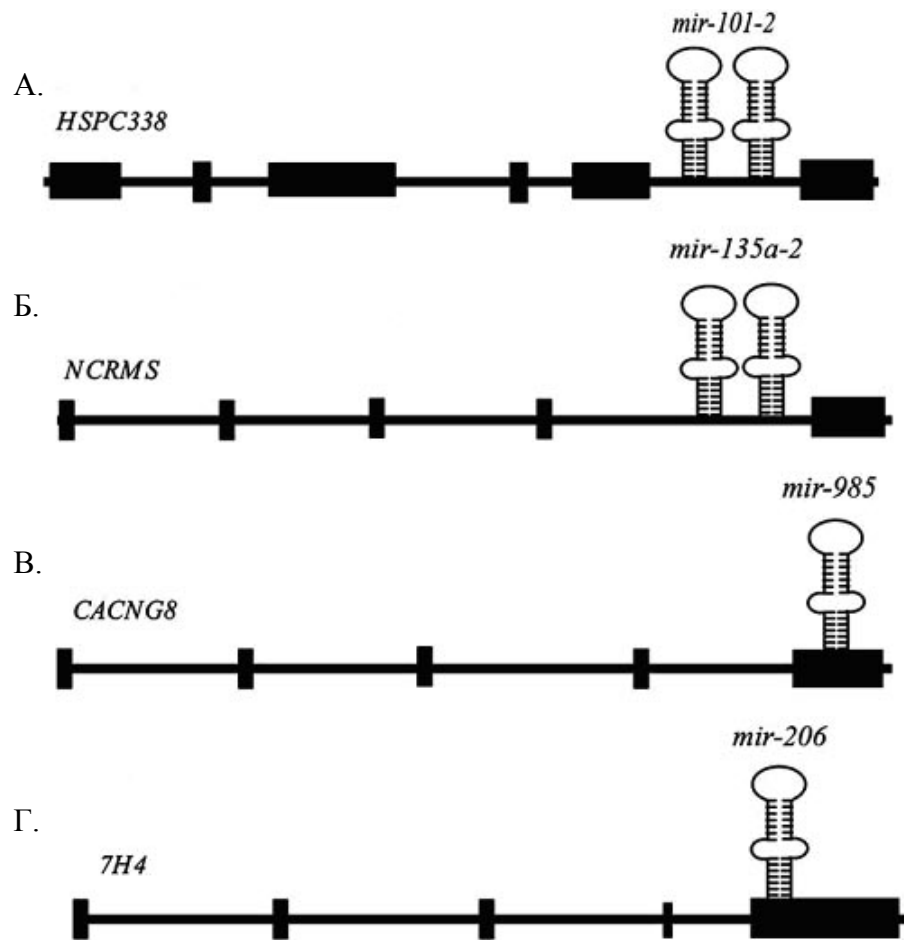 mir-101-2
А.
HSPC338
mir-135a-2
Б.
NCRMS
mir-985
В.
CACNG8
mir-206
Г.
7H4